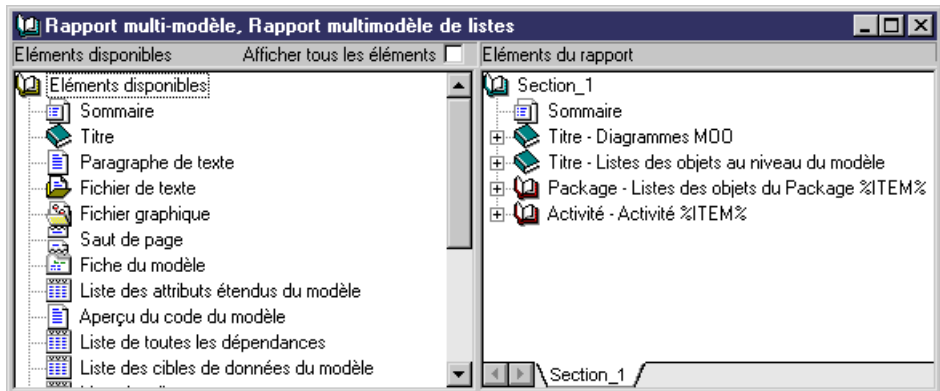 Rapport multi-modèle, Rapport multimodèle de listes
Eléments disponibles Afficher tous les éléments
Eléments disponibles
Sommaire
Titre
Paragraphe de texte
Fichier de texte
Fichier graphique
Saut de page
Fiche du modèle
Liste des attributs étendus du modèle
Aperçu du code du modèle
Liste de toutes les dépendances
Liste des cibles de données du modèle
Eléments du rapport
Section_1
Sommaire
Titre - Diagrammes MOO
Titre - Listes des objets au niveau du modèle
Package - Listes des objets du Package %ITEM%
Activité - Activité %ITEM%
Section_1